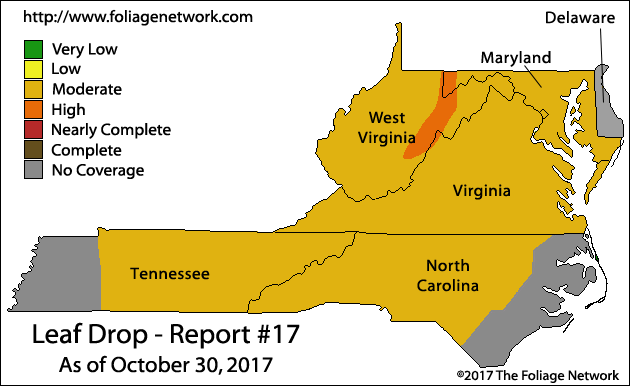 http://www.foliagenetwork.com
Delaware
Very Low
Low
Moderate
High
Nearly Complete
Complete
No Coverage
Maryland
West
Virginia
Virginia
Tennessee
North
Carolina
Leaf Drop - Report #17
As of October 30, 2017
©2017 The Foliage Network